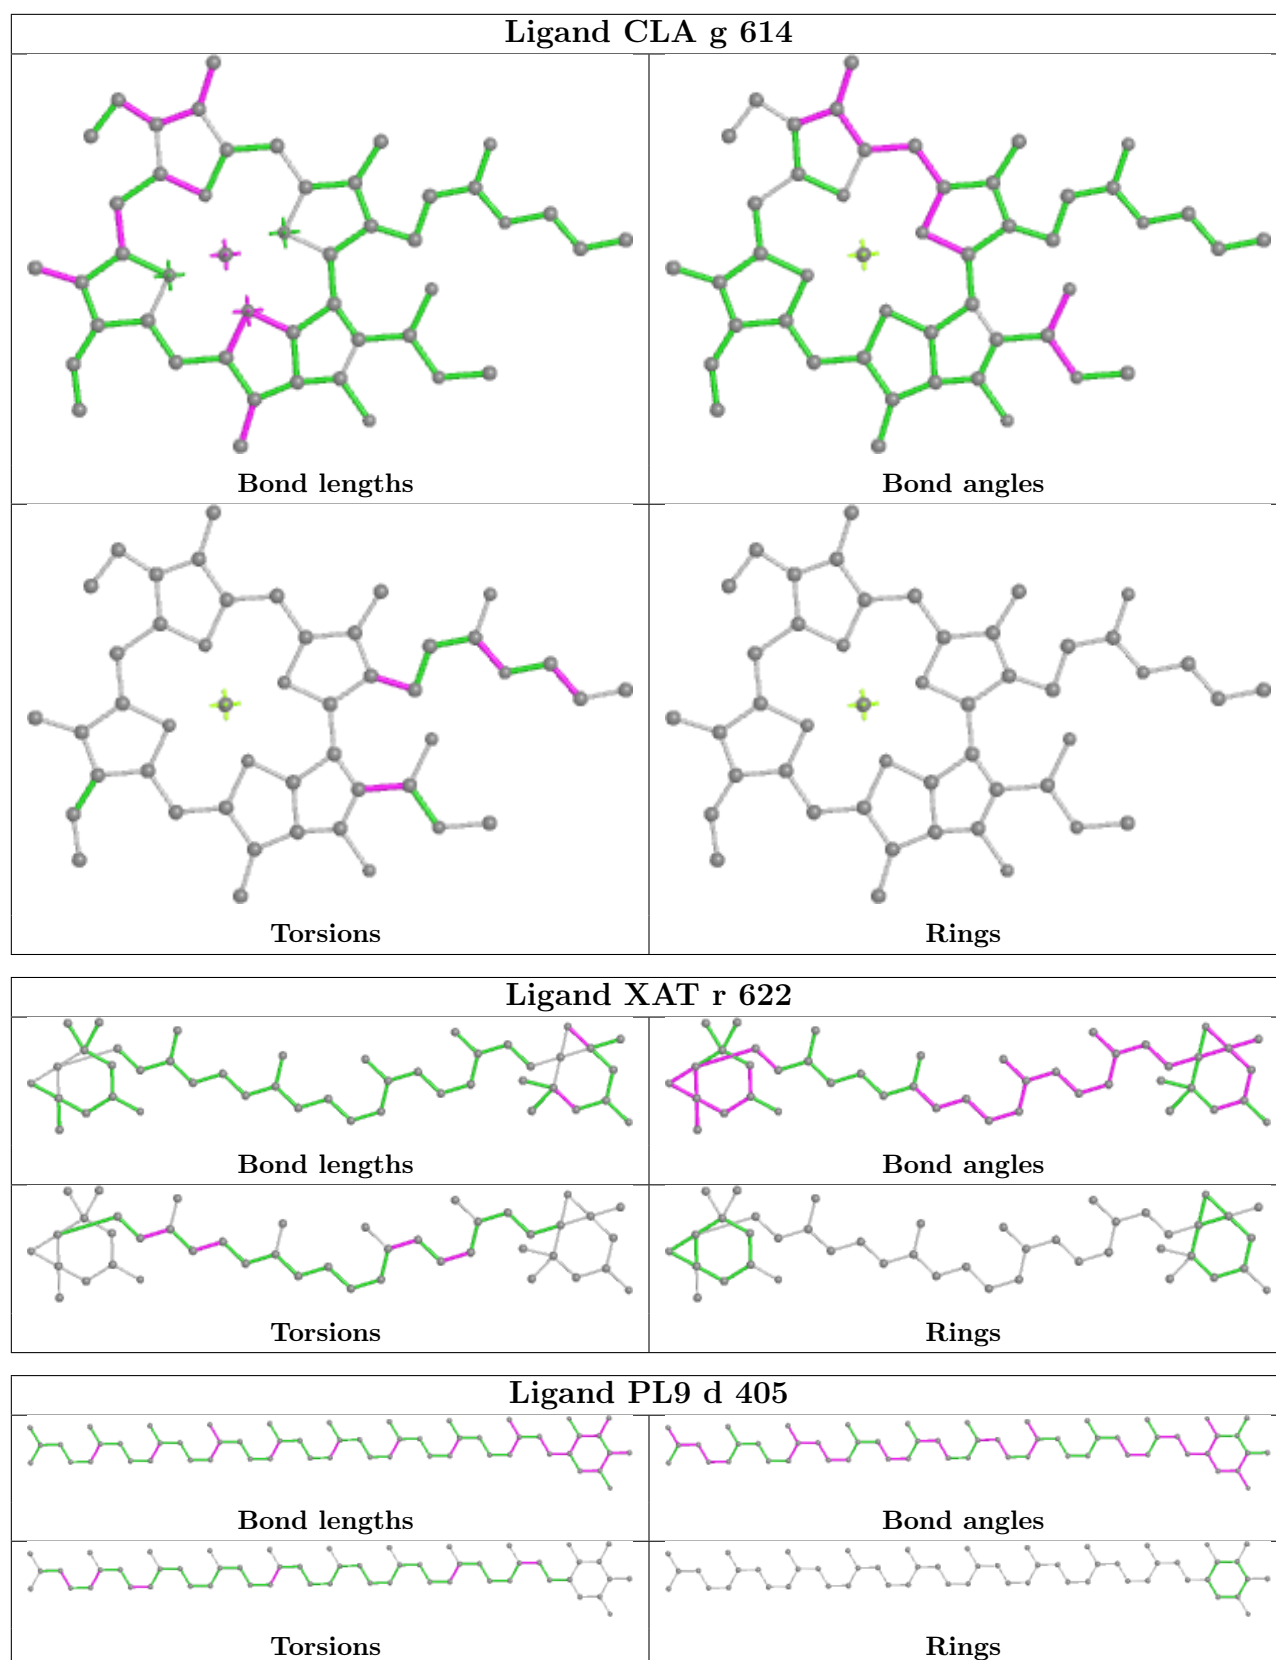 Ligand CLA g 614
Bond lengths
Bond angles
Torsions
Rings
Ligand XAT r 622
Bond lengths
Bond angles
Torsions
Rings
Ligand PL9 d 405
Bond lengths
Bond angles
Torsions
Rings